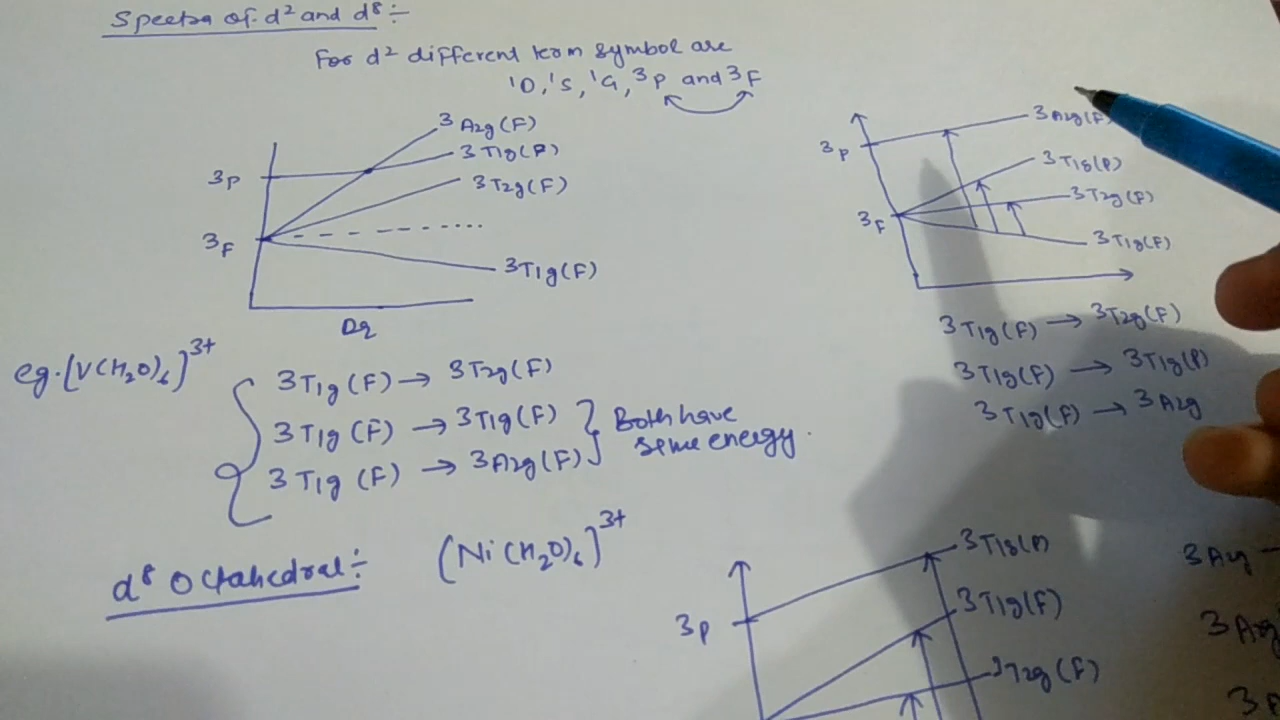 Spectra of d² and d⁸ :-
For d² different term symbol are
¹D, ¹S, ¹G, ³P and ³F
3A2g(F)
3T1g(P)
3T2g(F)
3P
3F
3T1g(F)
Dq
3A2g(F)
3P
3T1g(P)
3T2g(F)
3F
3T1g(F)
3T1g(F) → 3T2g(F)
3T1g(F) → 3T1g(P)
3T1g(F) → 3A2g
eg. [V(H₂O)₆]³⁺
3T1g(F) → 3T2g(F)
3T1g(F) → 3T1g(F)
3T1g(F) → 3A2g(F)
Both have
same energy.
d⁸ Octahedral :-
(Ni(H₂O)₆]³⁺
3T1g(P)
3P
3T1g(F)
3T2g(F)
3A2g
3A2g